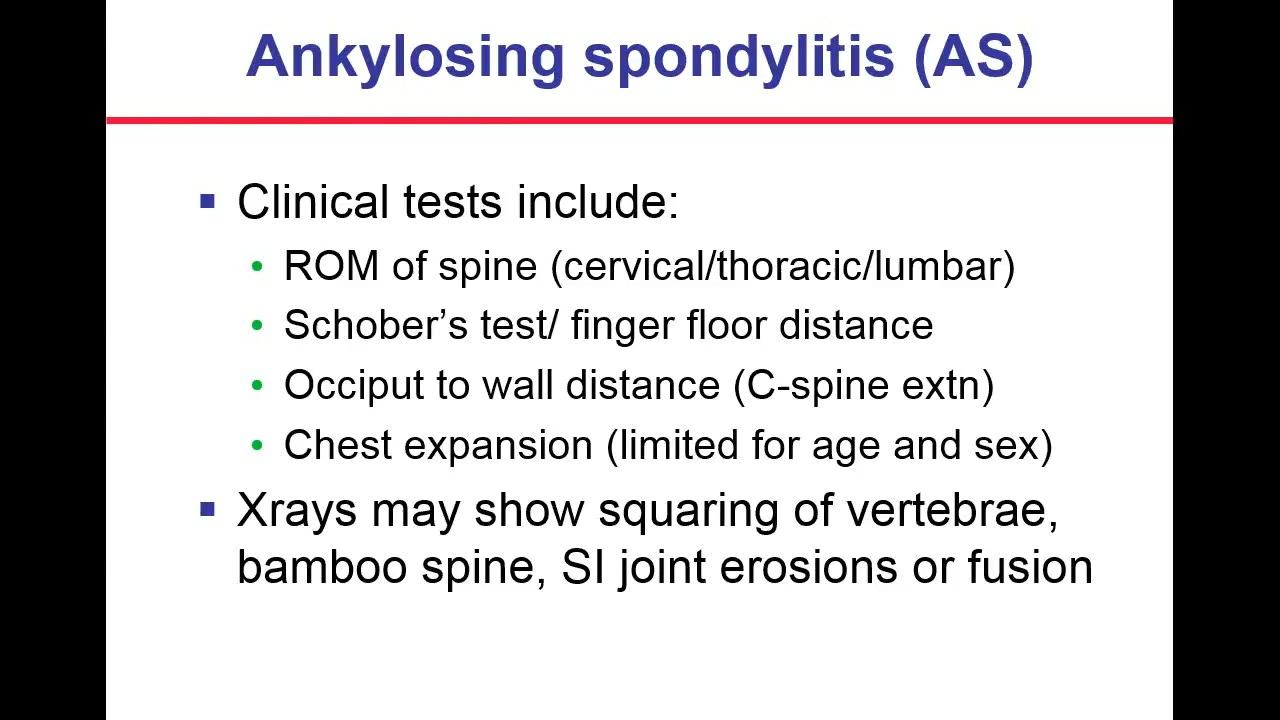 Ankylosing spondylitis (AS)
Clinical tests include:
ROM of spine (cervical/thoracic/lumbar)
Schober’s test/ finger floor distance
Occiput to wall distance (C-spine extn)
Chest expansion (limited for age and sex)
Xrays may show squaring of vertebrae,
bamboo spine, SI joint erosions or fusion